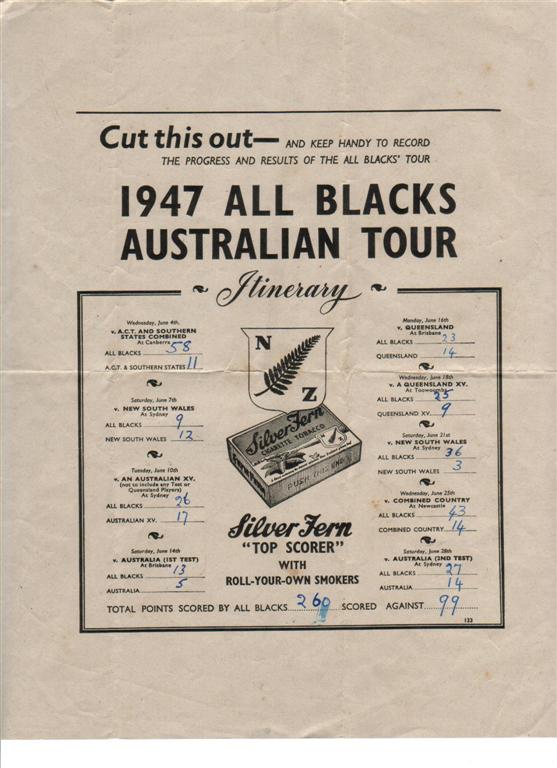 Cut this out— AND KEEP HANDY TO RECORD
THE PROGRESS AND RESULTS OF THE ALL BLACKS' TOUR
1947 ALL BLACKS
AUSTRALIAN TOUR
Itinerary
Wednesday, June 4th.
v. A.C.T. AND SOUTHERN
STATES COMBINED
At Canberra
ALL BLACKS 58
A.C.T. & SOUTHERN STATES 11
Saturday, June 7th
v. NEW SOUTH WALES
At Sydney
ALL BLACKS 9
NEW SOUTH WALES 12
Tuesday, June 10th
v. AN AUSTRALIAN XV.
(not to include any Test or
Queensland Players)
At Sydney
ALL BLACKS 26
AUSTRALIAN XV. 17
Saturday, June 14th
v. AUSTRALIA (1ST TEST)
At Brisbane
ALL BLACKS 13
AUSTRALIA 5
N
Z
Silver Fern
CIGARETTE TOBACCO
PUSH THIS END
Silver Fern
"TOP SCORER"
WITH
ROLL-YOUR-OWN SMOKERS
Monday, June 16th
v. QUEENSLAND
At Brisbane
ALL BLACKS 23
QUEENSLAND 14
Wednesday, June 18th
v. A QUEENSLAND XV.
At Toowoomba
ALL BLACKS 25
QUEENSLAND XV. 9
Saturday, June 21st
v. NEW SOUTH WALES
At Sydney
ALL BLACKS 36
NEW SOUTH WALES 3
Wednesday, June 25th
v. COMBINED COUNTRY
At Newcastle
ALL BLACKS 43
COMBINED COUNTRY 14
Saturday, June 28th
v. AUSTRALIA (2ND TEST)
At Sydney
ALL BLACKS 27
AUSTRALIA 14
TOTAL POINTS SCORED BY ALL BLACKS 260 SCORED AGAINST 99
133